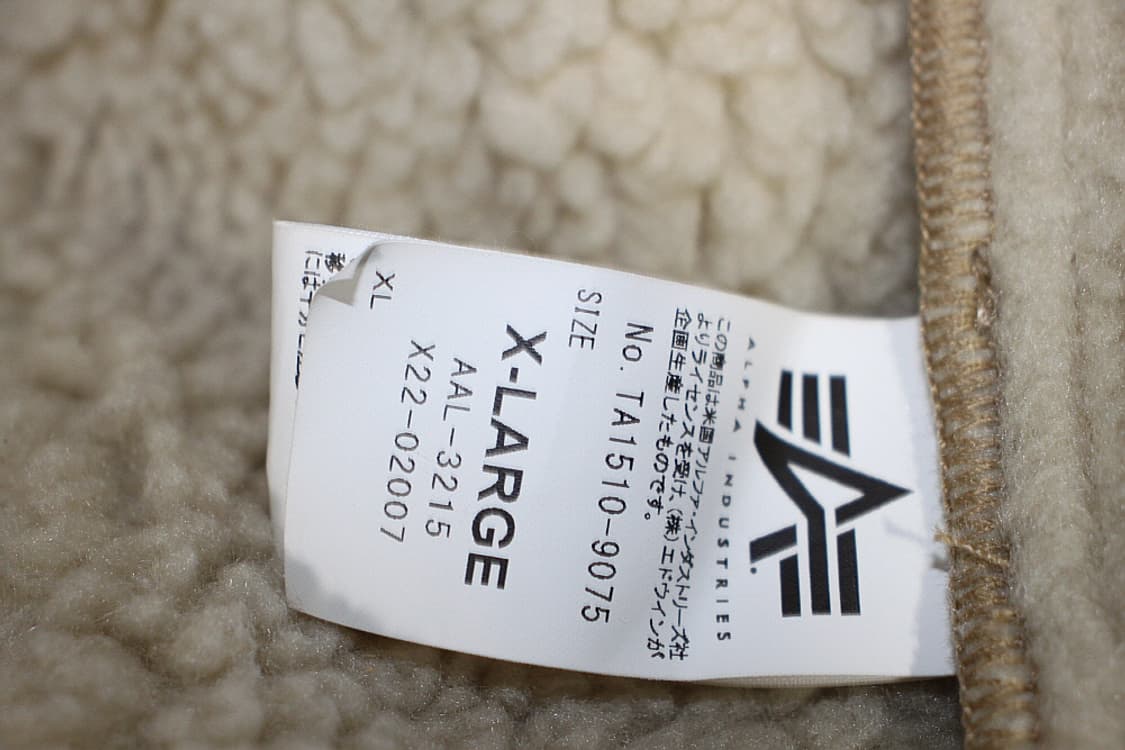 ALPHA INDUSTRIES
この商品は米国アルファ・インダストリーズ社
よりライセンスを受け、(株)エドウインが
企画生産したものです。
No. TA1510-9075
SIZE
X-LARGE
AAL-3215
X22-02007
XL